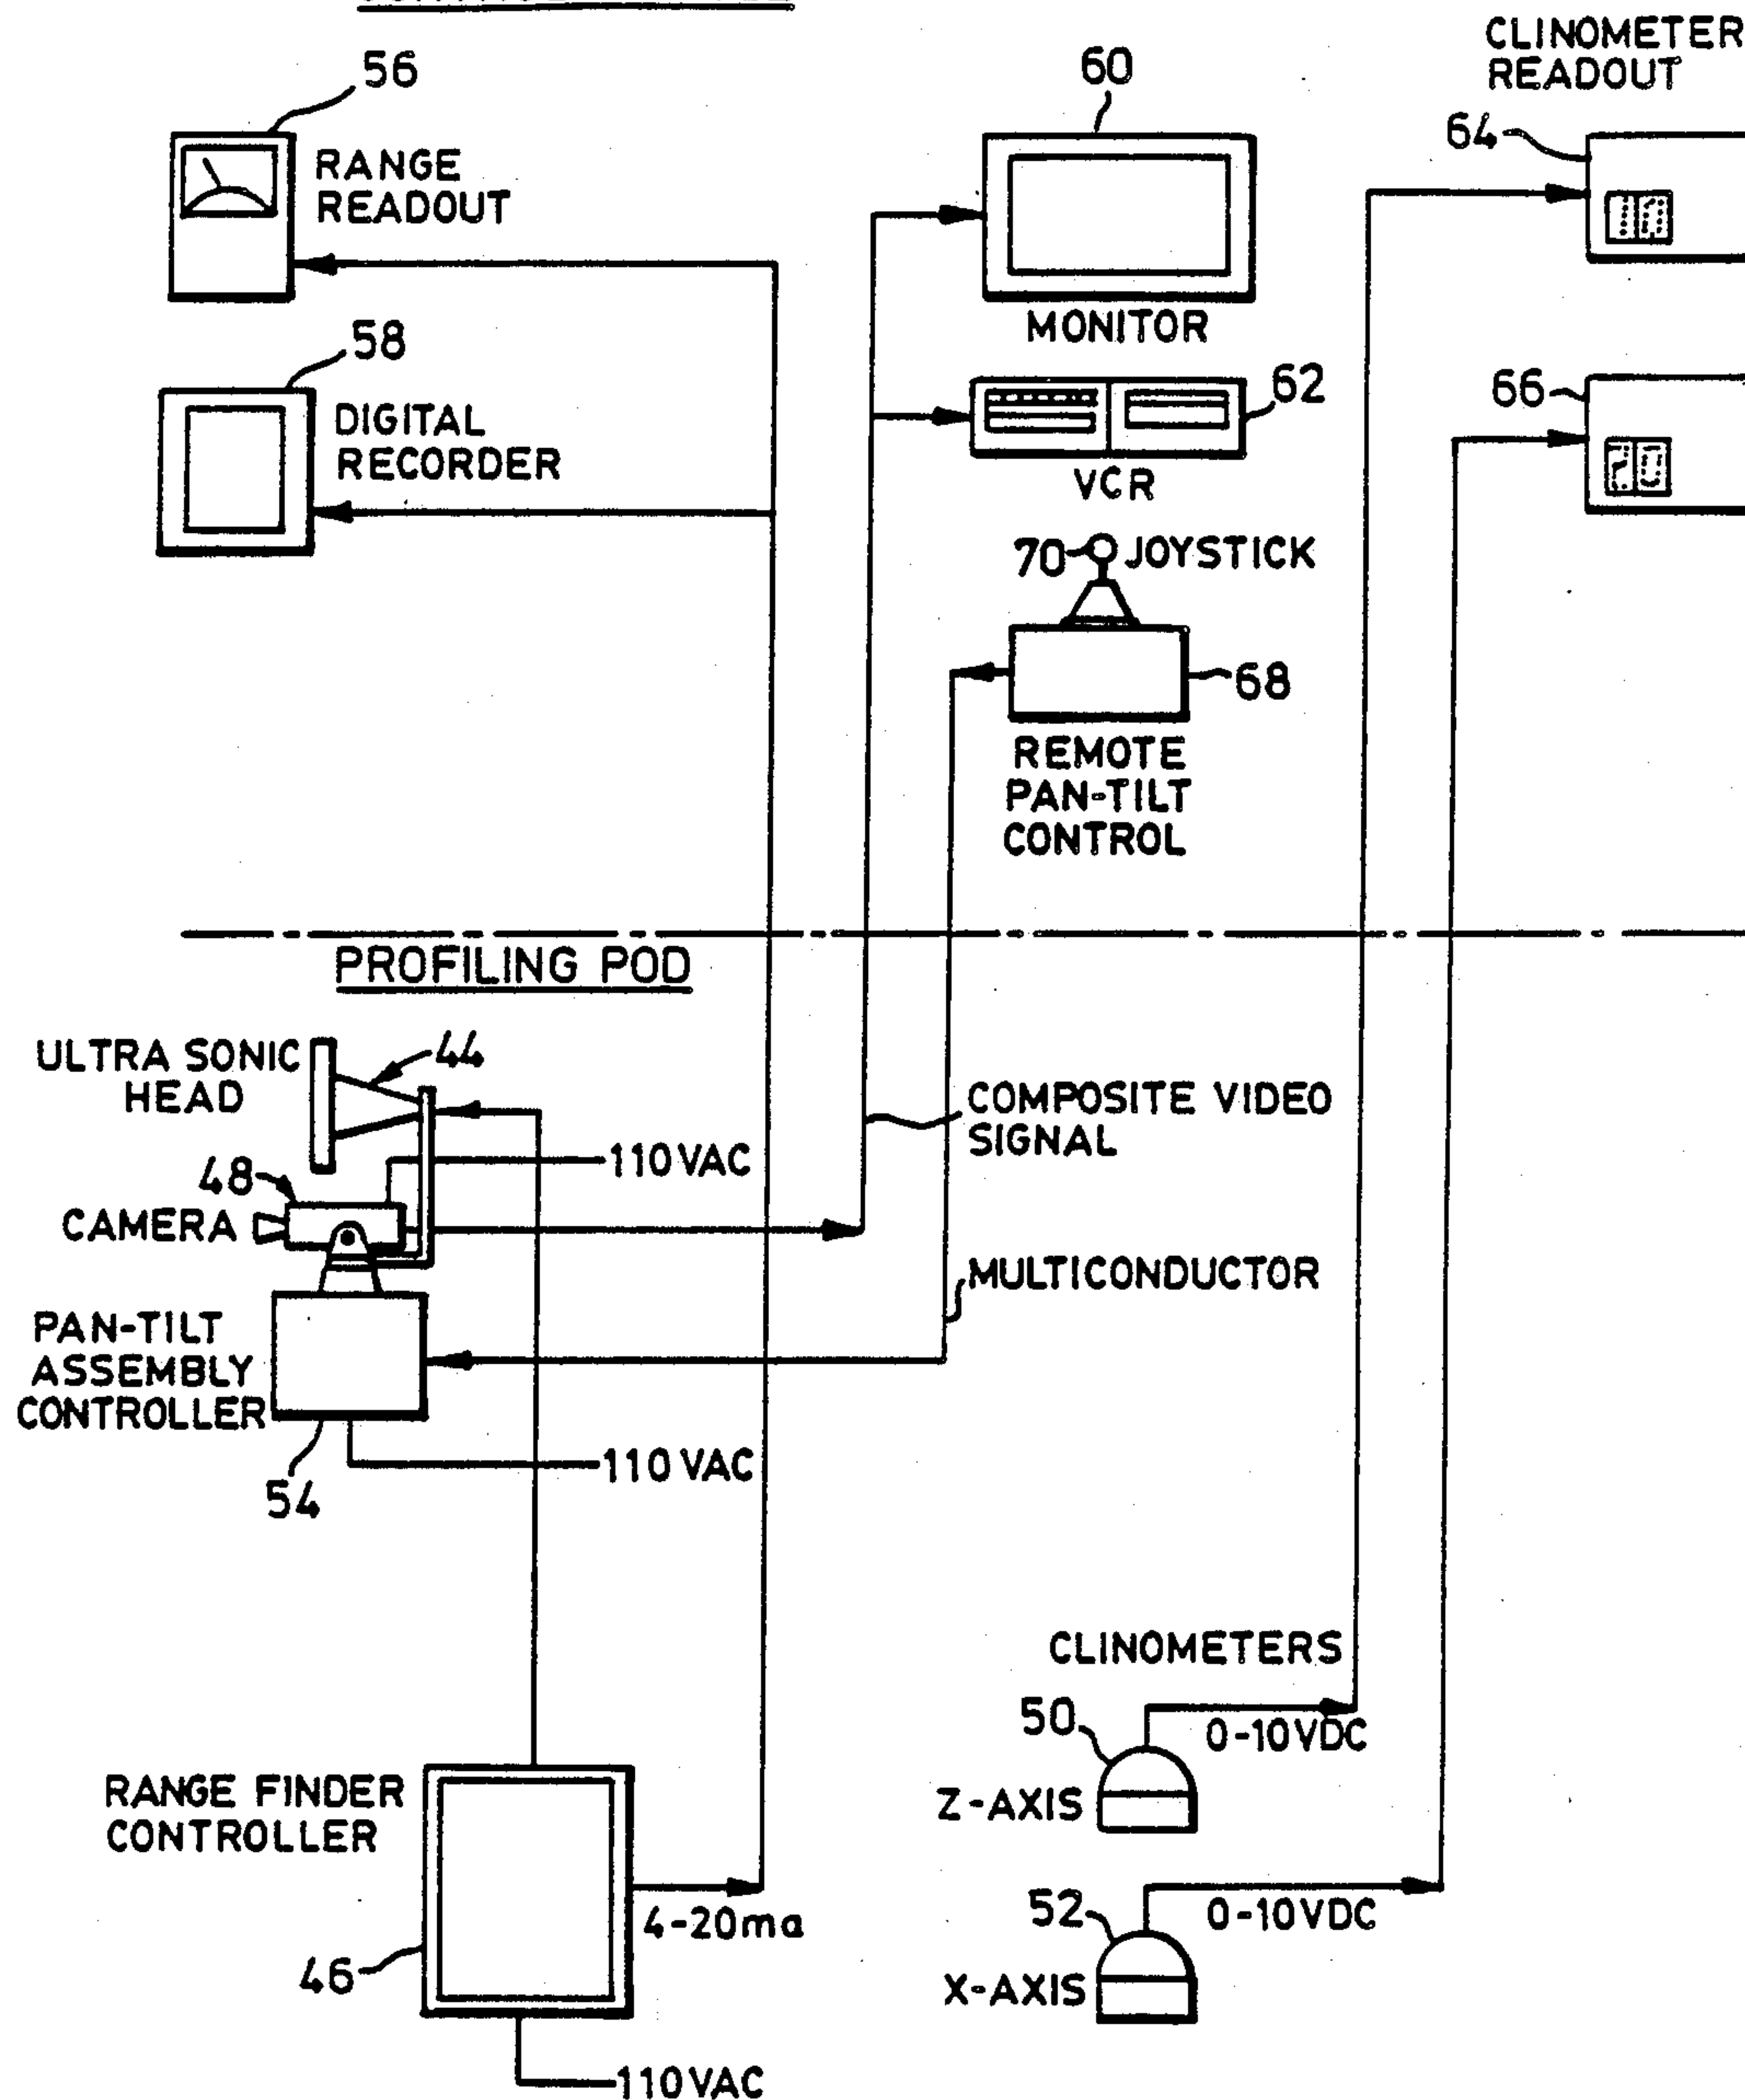 56
RANGE
READOUT
58
DIGITAL
RECORDER
60
MONITOR
62
VCR
70
JOYSTICK
68
REMOTE
PAN-TILT
CONTROL
CLINOMETER
READOUT
64
66
20
PROFILING POD
ULTRA SONIC
HEAD
44
110 VAC
48
CAMERA
COMPOSITE VIDEO
SIGNAL
MULTICONDUCTOR
PAN-TILT
ASSEMBLY
CONTROLLER
54
110 VAC
CLINOMETERS
50
0-10VDC
Z-AXIS
RANGE FINDER
CONTROLLER
46
4-20ma
52
0-10VDC
X-AXIS
110 VAC